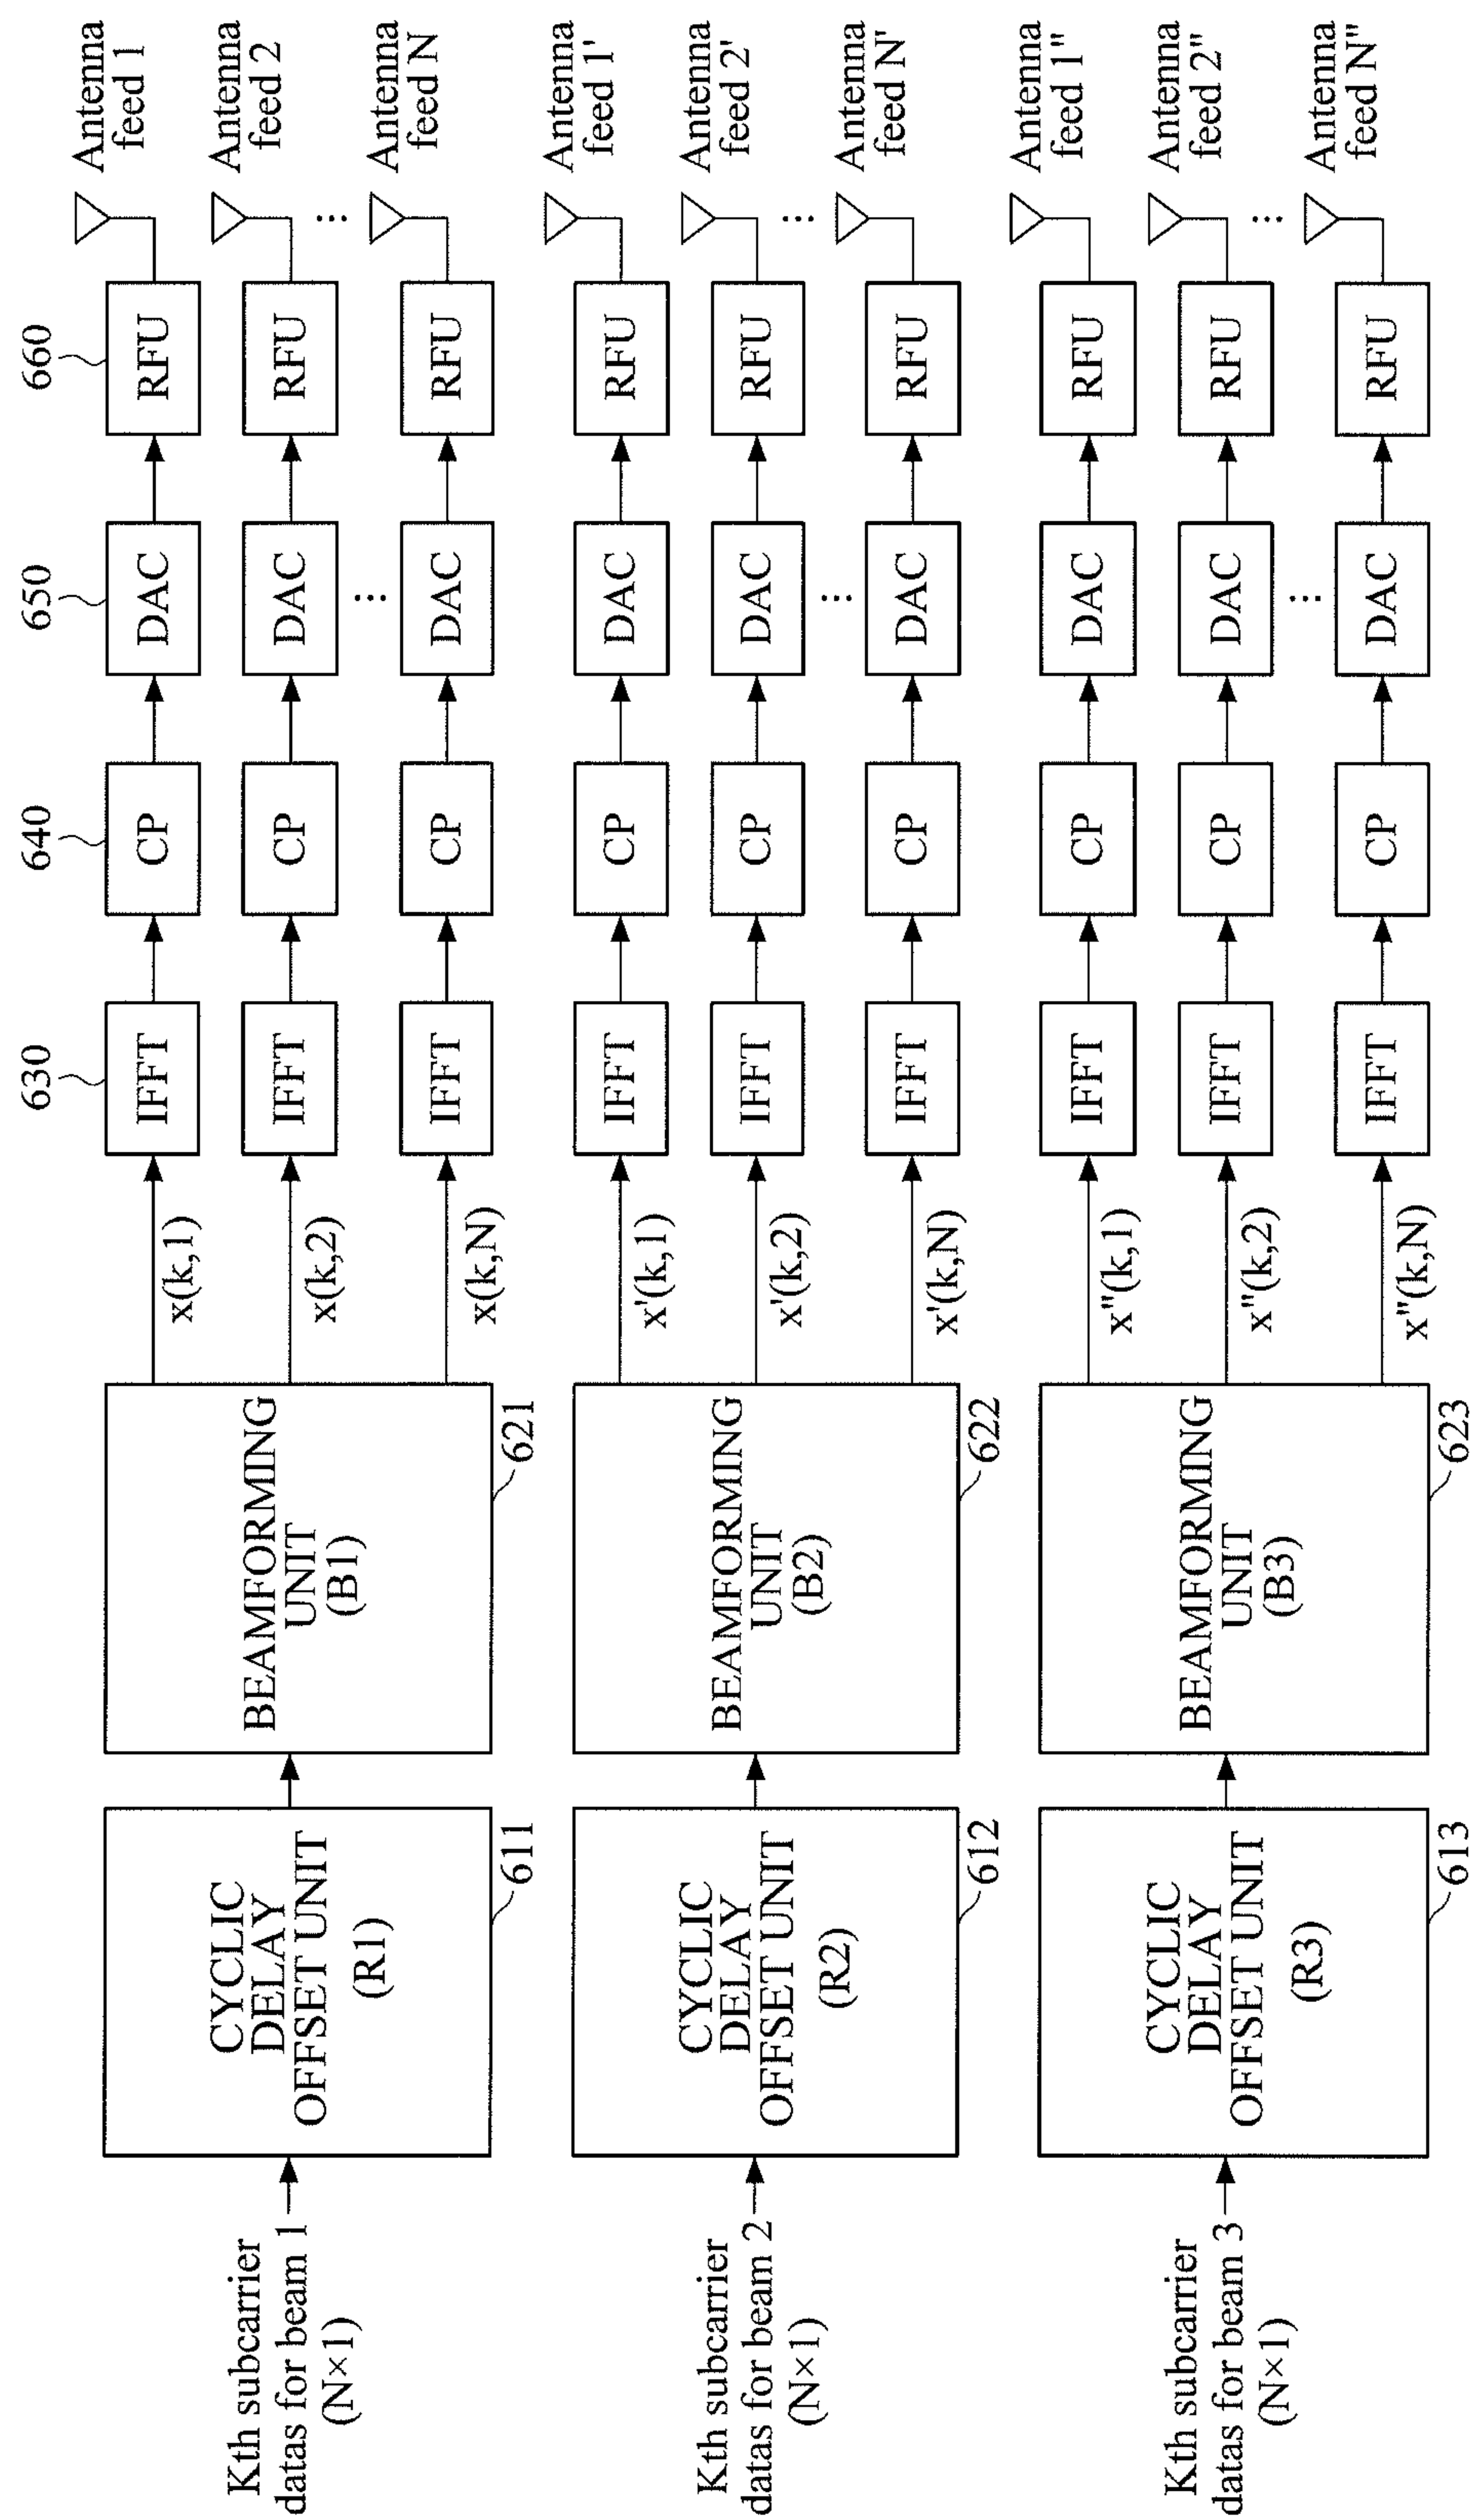 Kth subcarrier
datas for beam 1
(N×1)
CYCLIC
DELAY
OFFSET UNIT
(R1)
611
BEAMFORMING
UNIT
(B1)
621
x(k,1)
x(k,2)
x(k,N)
630
IFFT
IFFT
IFFT
640
CP
CP
CP
650
DAC
DAC
...
DAC
660
RFU
RFU
RFU
Antenna
feed 1
Antenna
feed 2
...
Antenna
feed N
Kth subcarrier
datas for beam 2
(N×1)
CYCLIC
DELAY
OFFSET UNIT
(R2)
612
BEAMFORMING
UNIT
(B2)
622
x'(k,1)
x'(k,2)
x'(k,N)
IFFT
IFFT
IFFT
CP
CP
CP
DAC
DAC
...
DAC
RFU
RFU
RFU
Antenna
feed 1'
Antenna
feed 2'
...
Antenna
feed N'
Kth subcarrier
datas for beam 3
(N×1)
CYCLIC
DELAY
OFFSET UNIT
(R3)
613
BEAMFORMING
UNIT
(B3)
623
x"(k,1)
x"(k,2)
x"(k,N)
IFFT
IFFT
IFFT
CP
CP
CP
DAC
DAC
...
DAC
RFU
RFU
RFU
Antenna
feed 1"
Antenna
feed 2"
...
Antenna
feed N"